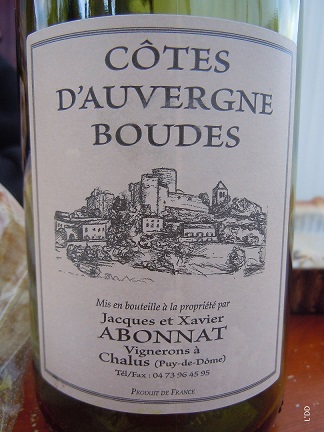 CÔTES
D'AUVERGNE
BOUDES
Mis en bouteille à la propriété par
Jacques et Xavier
ABONNAT
Vignerons à
Chalus (Puy-de-Dôme)
Tél/Fax : 04 73 96 45 95
PRODUIT DE FRANCE
L'OD